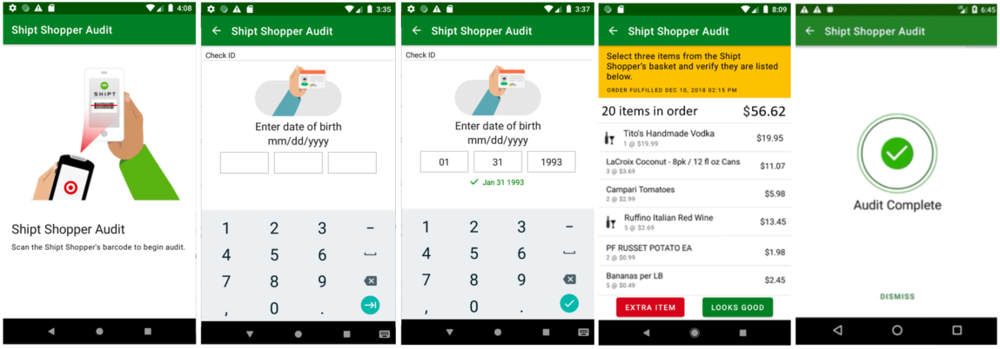 4:08
Shipt Shopper Audit
SHIPT
Shipt Shopper Audit
Scan the Shipt Shopper's barcode to begin audit.
3:35
Shipt Shopper Audit
Check ID
Enter date of birth
mm/dd/yyyy
1 2 3 –
4 5 6
7 8 9
, 0 .
3:37
Shipt Shopper Audit
Check ID
Enter date of birth
mm/dd/yyyy
01 31 1993
Jan 31 1993
1 2 3 –
4 5 6
7 8 9
, 0 .
8:09
Shipt Shopper Audit
Select three items from the Shipt
Shopper's basket and verify they are listed
below.
ORDER FULFILLED DEC 10, 2018 02:15 PM
20 items in order $56.62
Tito's Handmade Vodka $19.95
1 @ $19.99
LaCroix Coconut - 8pk / 12 fl oz Cans $11.07
3 @ $3.69
Campari Tomatoes $5.98
2 @ $2.99
Ruffino Italian Red Wine $13.45
5 @ $2.69
PF RUSSET POTATO EA $1.98
2 @ $0.99
Bananas per LB $2.45
5 @ $0.49
EXTRA ITEM LOOKS GOOD
6:45
Shipt Shopper Audit
Audit Complete
DISMISS